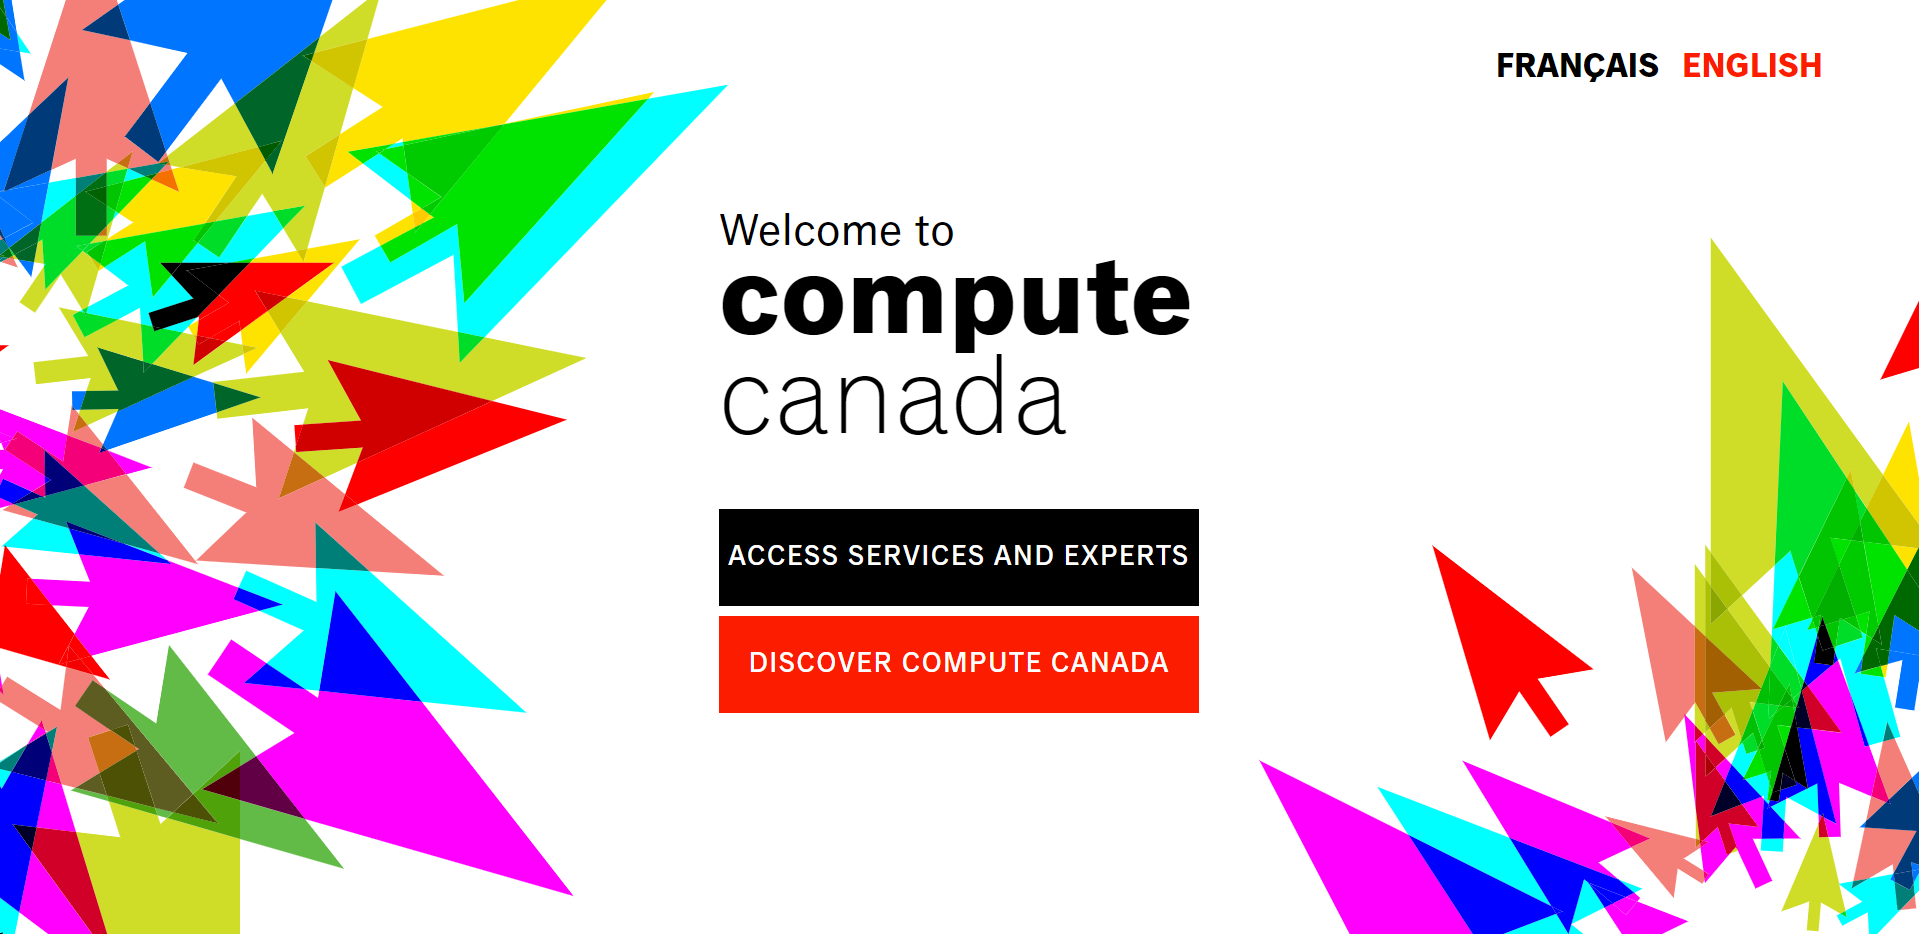 FRANÇAIS ENGLISH
Welcome to
compute
canada
ACCESS SERVICES AND EXPERTS
DISCOVER COMPUTE CANADA